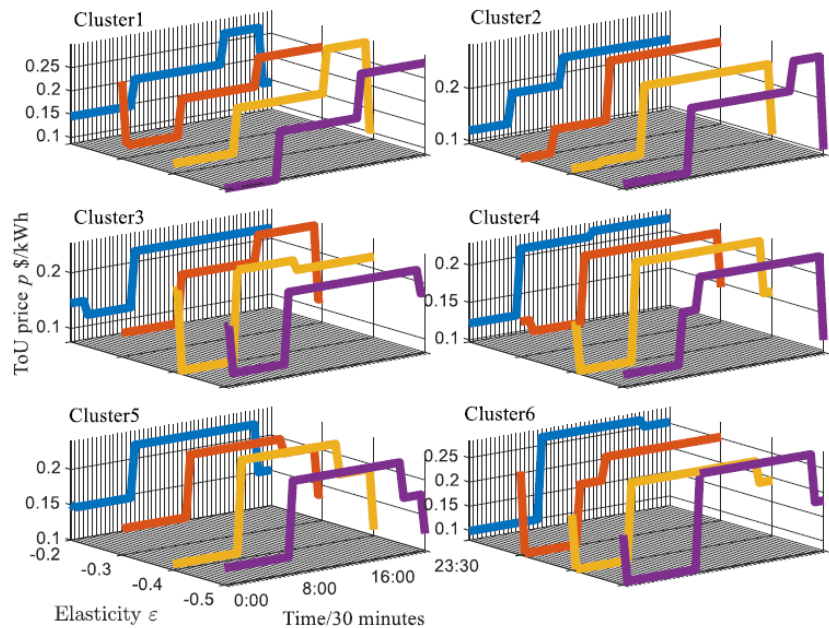 Cluster1
Cluster2
0.25
0.2
0.15
0.1
0.2
0.1
Cluster3
Cluster4
0.2
0.1
0.2
0.15
0.1
ToU price p $/kWh
Cluster5
Cluster6
0.2
0.15
0.1
0.25
0.2
0.15
0.1
-0.2
-0.3
-0.4
-0.5
0:00
8:00
16:00
23:30
Elasticity ε
Time/30 minutes